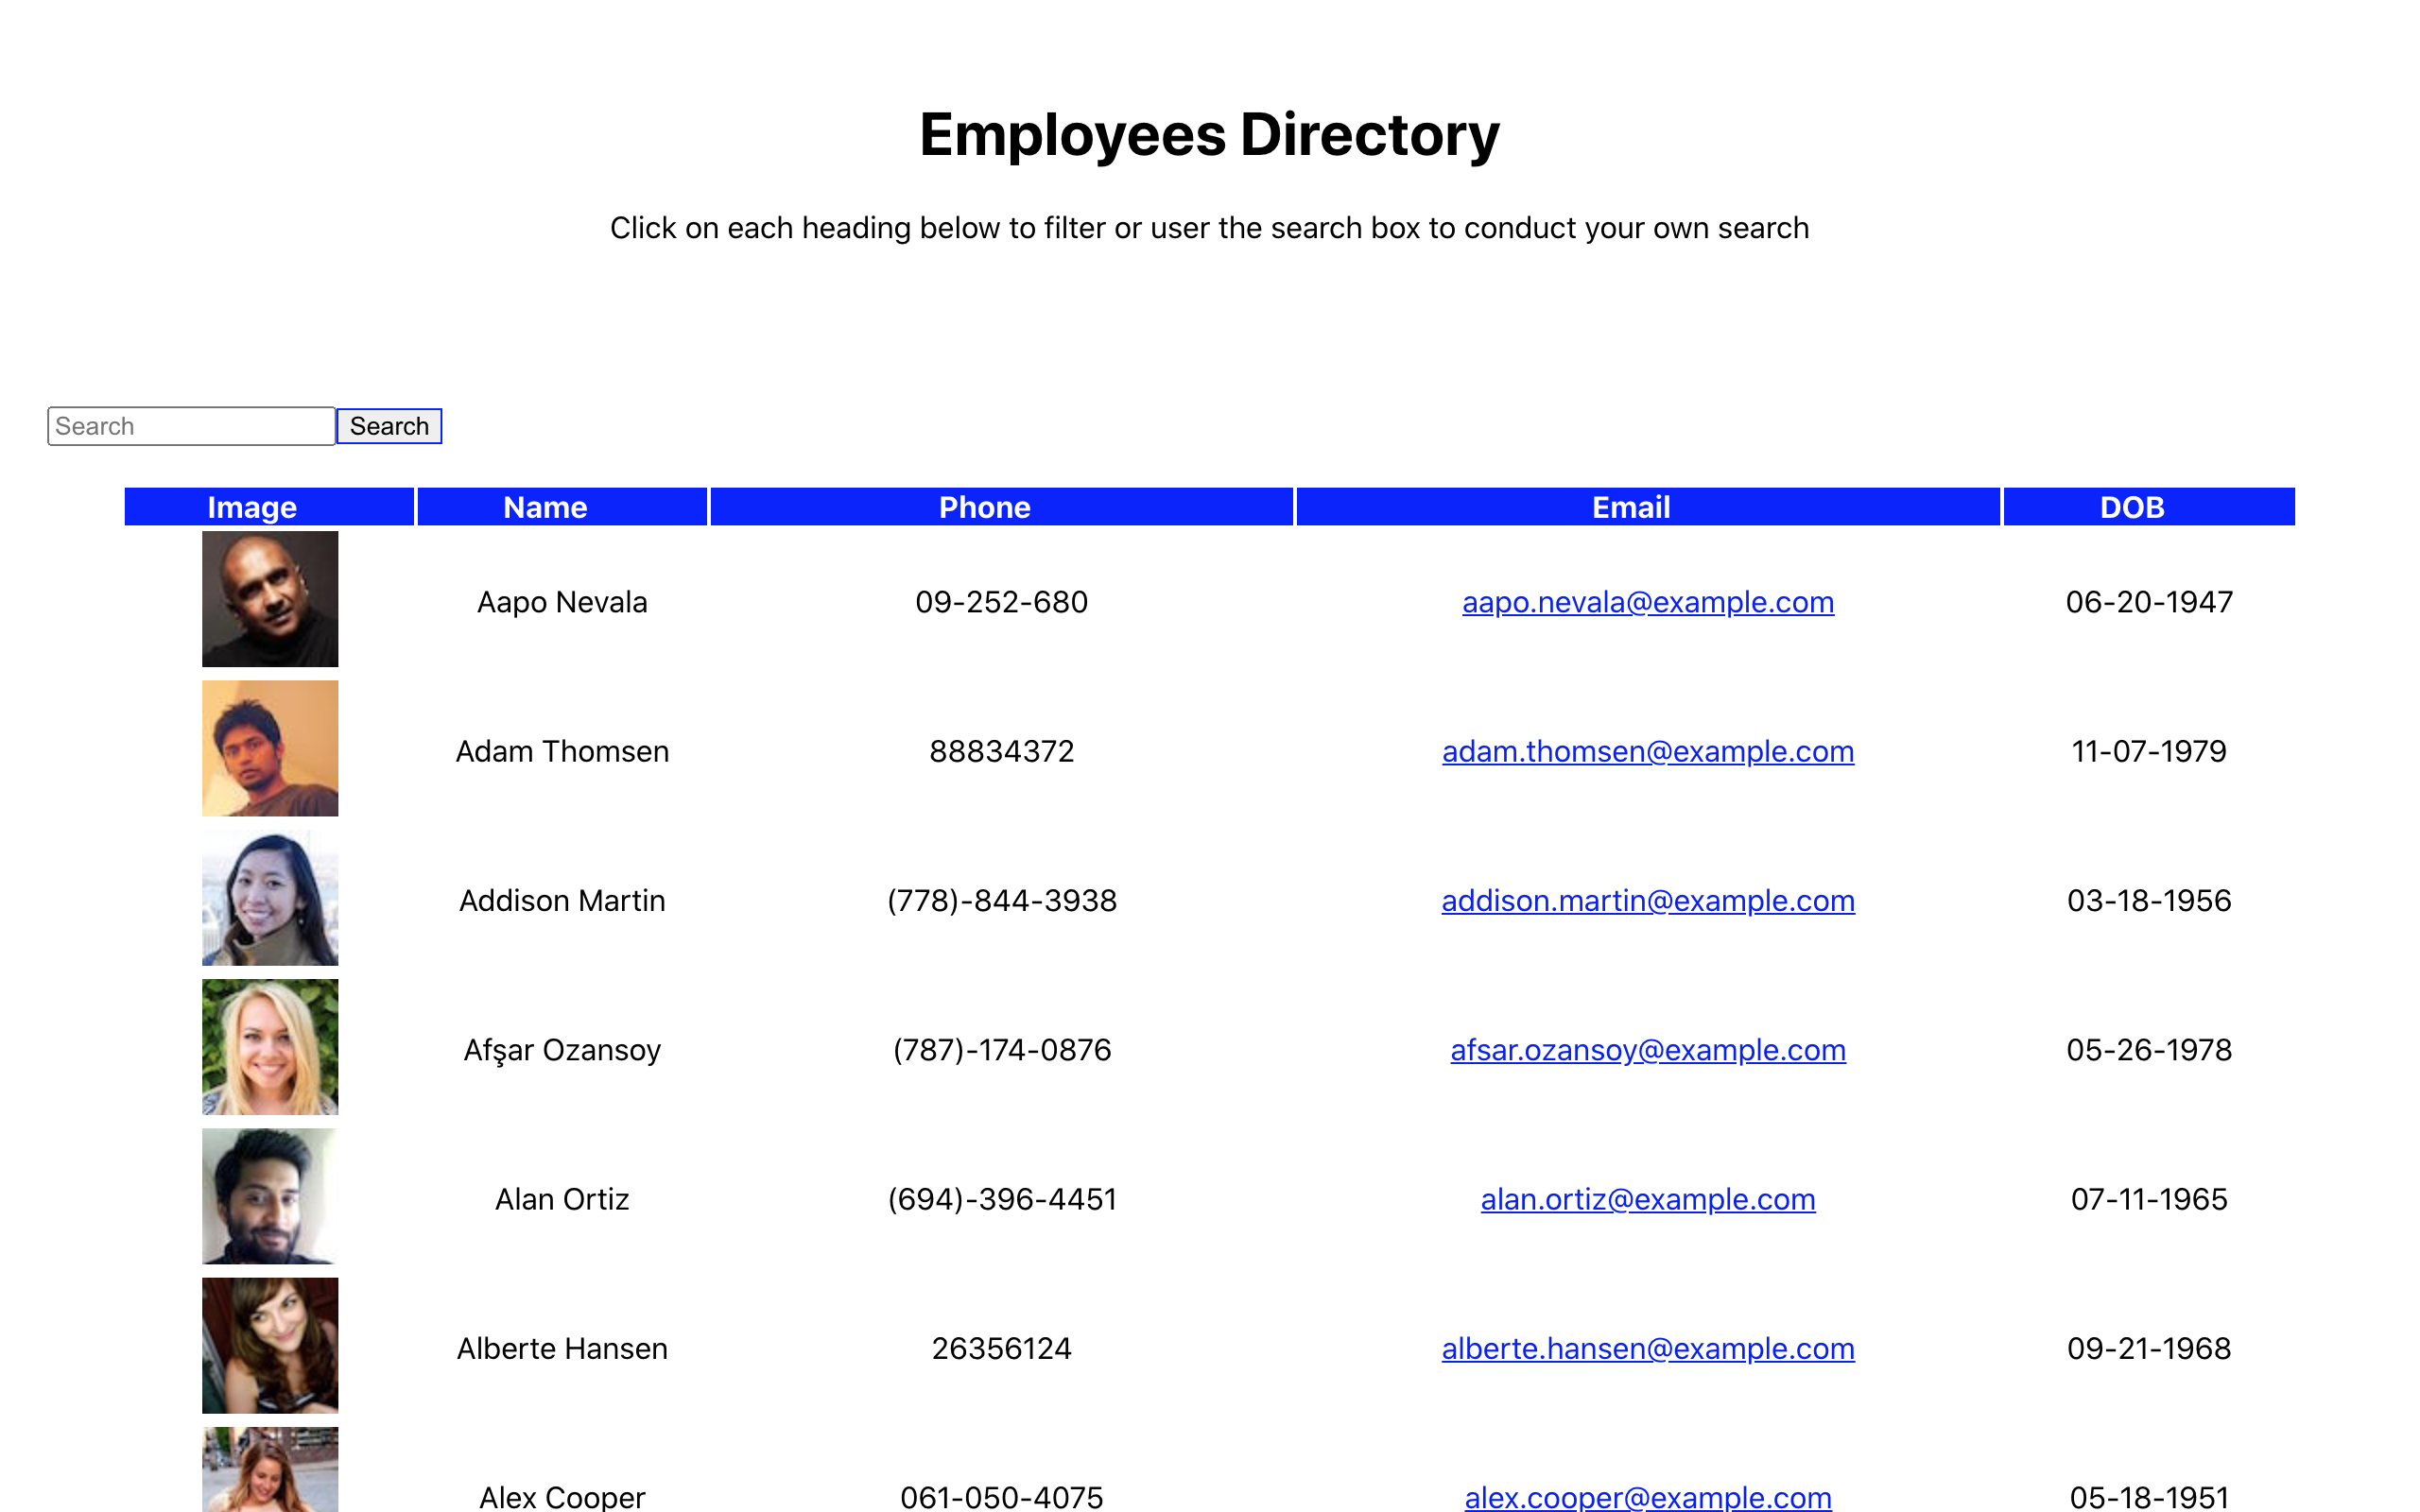 Employees Directory
Click on each heading below to filter or user the search box to conduct your own search
Search Search
Image Name Phone Email DOB
Aapo Nevala 09-252-680 aapo.nevala@example.com 06-20-1947
Adam Thomsen 88834372 adam.thomsen@example.com 11-07-1979
Addison Martin (778)-844-3938 addison.martin@example.com 03-18-1956
Afşar Ozansoy (787)-174-0876 afsar.ozansoy@example.com 05-26-1978
Alan Ortiz (694)-396-4451 alan.ortiz@example.com 07-11-1965
Alberte Hansen 26356124 alberte.hansen@example.com 09-21-1968
Alex Cooper 061-050-4075 alex.cooper@example.com 05-18-1951